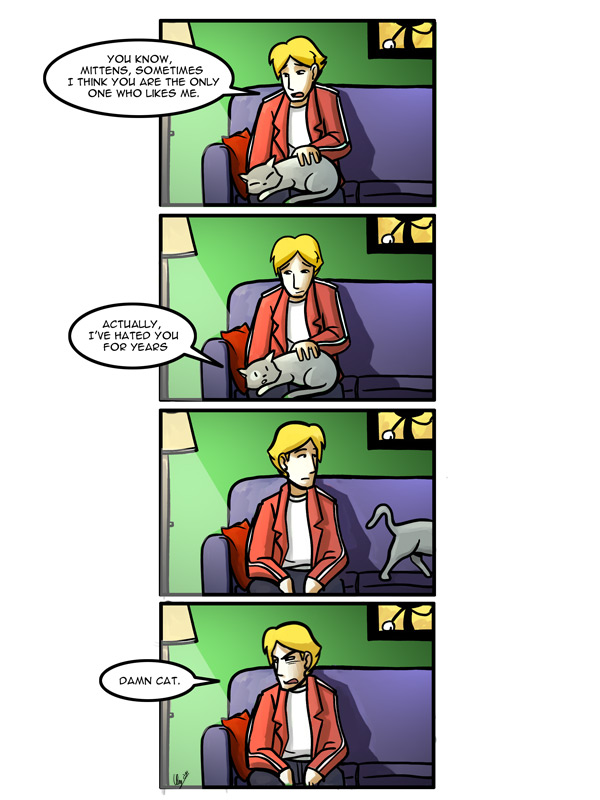 YOU KNOW,
MITTENS, SOMETIMES
I THINK YOU ARE THE ONLY
ONE WHO LIKES ME.
ACTUALLY,
I'VE HATED YOU
FOR YEARS
DAMN CAT.